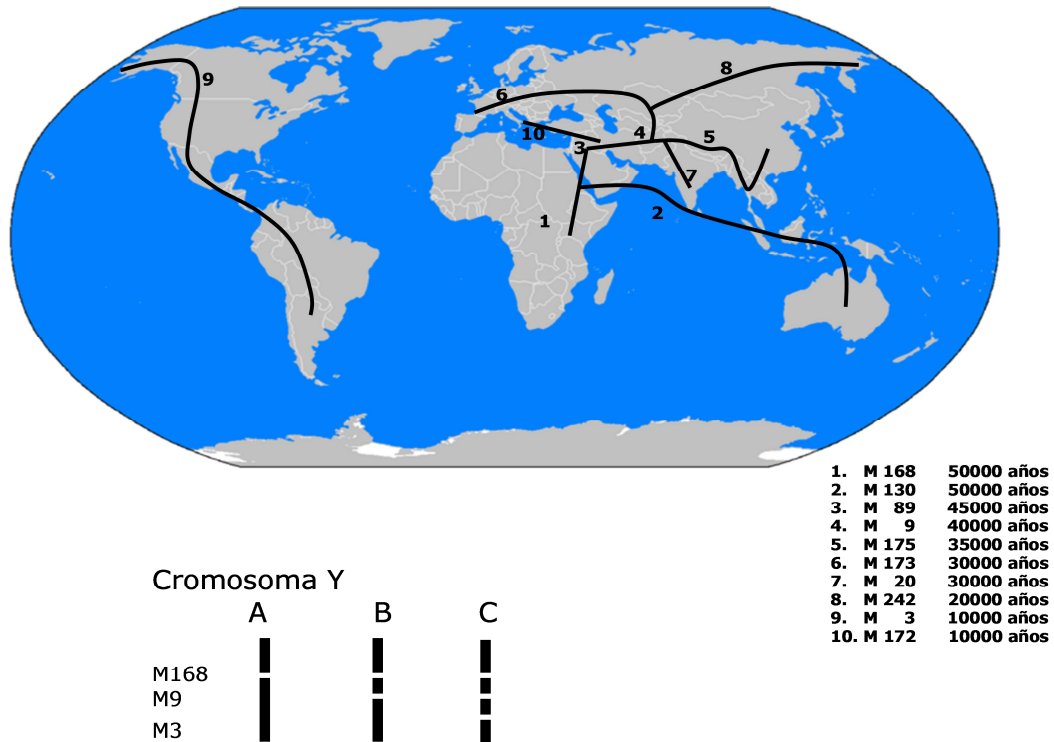 9
8
6
10
4
5
3
7
1
2
1. M 168 50000 años
2. M 130 50000 años
3. M 89 45000 años
4. M 9 40000 años
5. M 175 35000 años
6. M 173 30000 años
7. M 20 30000 años
8. M 242 20000 años
9. M 3 10000 años
10. M 172 10000 años
Cromosoma Y
A B C
M168
M9
M3